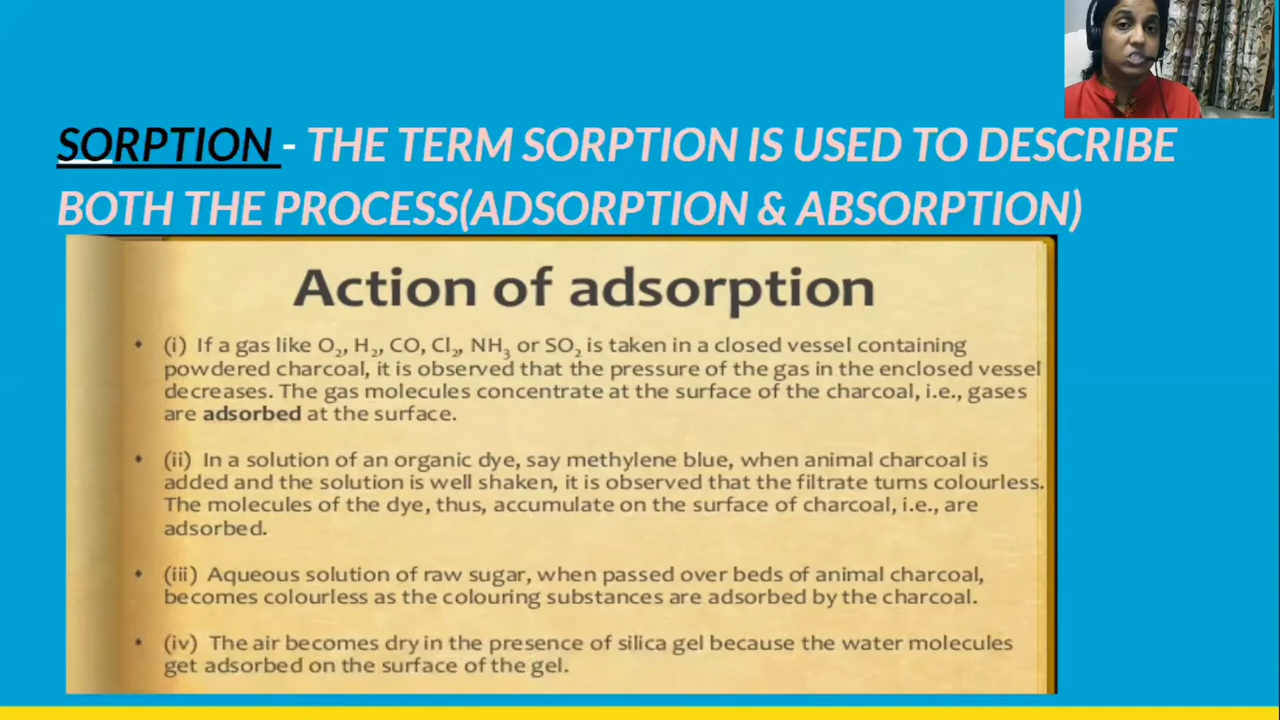 SORPTION - THE TERM SORPTION IS USED TO DESCRIBE
BOTH THE PROCESS(ADSORPTION & ABSORPTION)
Action of adsorption
• (i) If a gas like O₂, H₂, CO, Cl₂, NH₃ or SO₂ is taken in a closed vessel containing
powdered charcoal, it is observed that the pressure of the gas in the enclosed vessel
decreases. The gas molecules concentrate at the surface of the charcoal, i.e., gases
are adsorbed at the surface.
• (ii) In a solution of an organic dye, say methylene blue, when animal charcoal is
added and the solution is well shaken, it is observed that the filtrate turns colourless.
The molecules of the dye, thus, accumulate on the surface of charcoal, i.e., are
adsorbed.
• (iii) Aqueous solution of raw sugar, when passed over beds of animal charcoal,
becomes colourless as the colouring substances are adsorbed by the charcoal.
• (iv) The air becomes dry in the presence of silica gel because the water molecules
get adsorbed on the surface of the gel.